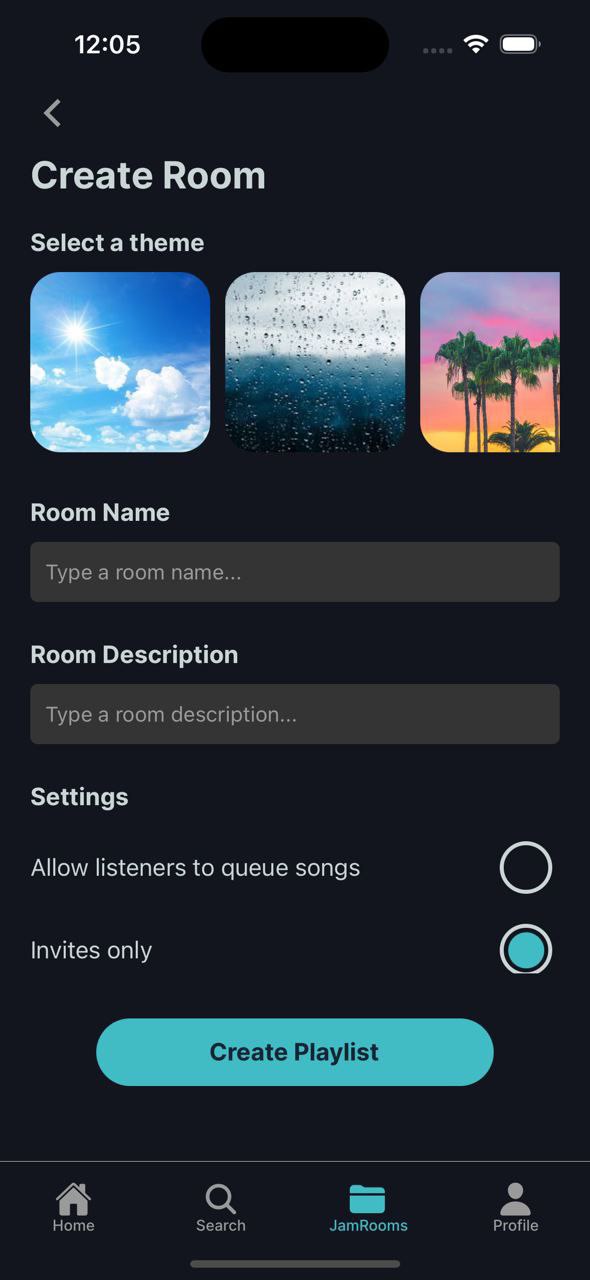 12:05
Create Room
Select a theme
Room Name
Type a room name...
Room Description
Type a room description...
Settings
Allow listeners to queue songs
Invites only
Create Playlist
Home
Search
JamRooms
Profile